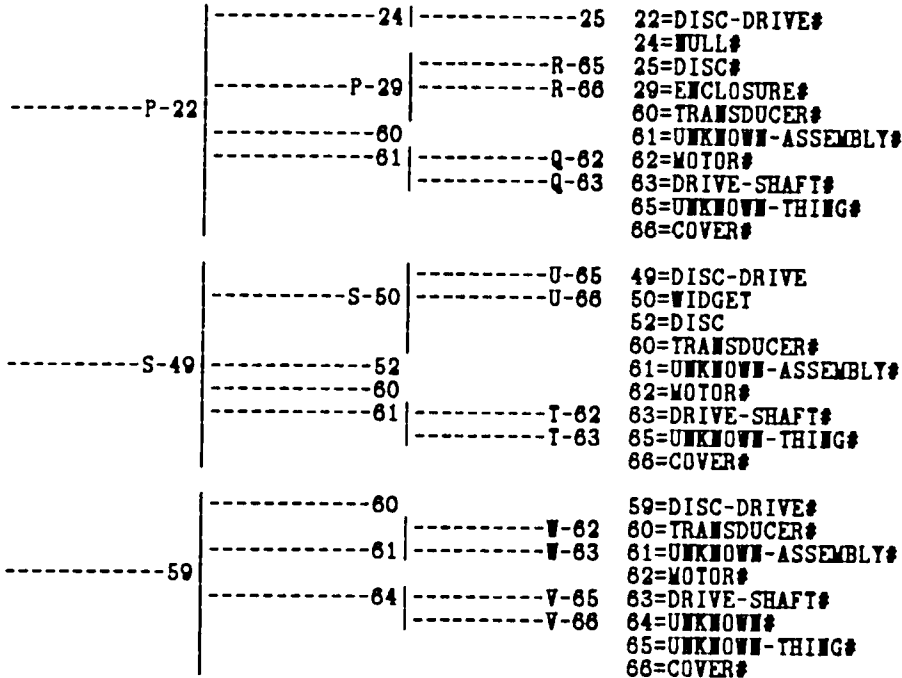 ----------24|----------25 22=DISC-DRIVE#
24=NULL#
----------R-65 25=DISC#
----------P-29 ----------R-66 29=ENCLOSURE#
----------P-22 60=TRANSDUCER#
----------60 61=UNKNOWN-ASSEMBLY#
----------61 ----------Q-62 62=MOTOR#
----------Q-63 63=DRIVE-SHAFT#
65=UNKNOWN-THING#
66=COVER#
----------U-65 49=DISC-DRIVE
----------S-50 ----------U-66 50=WIDGET
52=DISC
60=TRANSDUCER#
----------S-49 ----------52 61=UNKNOWN-ASSEMBLY#
----------60 62=MOTOR#
----------61 ----------T-62 63=DRIVE-SHAFT#
----------T-63 65=UNKNOWN-THING#
66=COVER#
----------60 59=DISC-DRIVE#
----------W-62 60=TRANSDUCER#
----------61 ----------W-63 61=UNKNOWN-ASSEMBLY#
----------59 62=MOTOR#
----------64 ----------V-65 63=DRIVE-SHAFT#
----------V-66 64=UNKNOWN#
65=UNKNOWN-THING#
66=COVER#